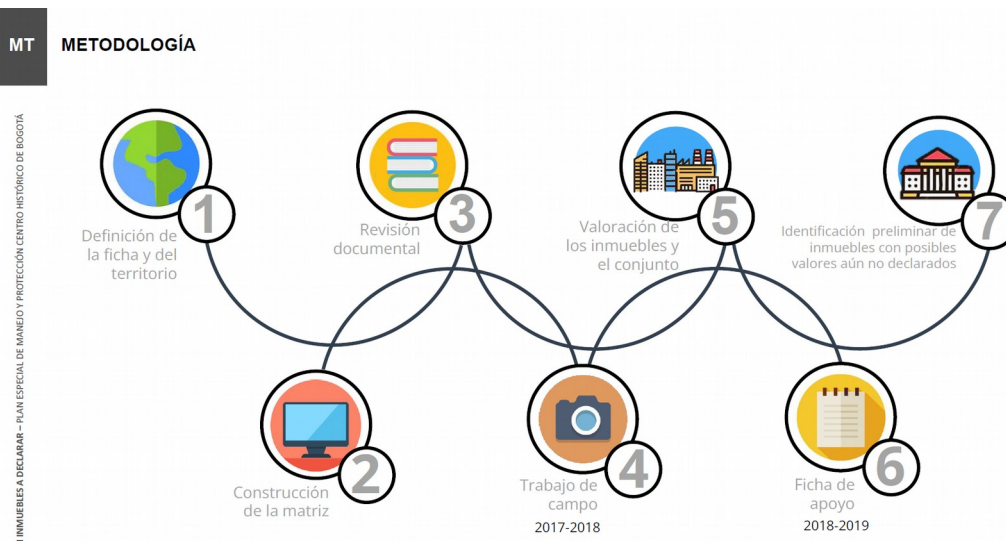 MT
METODOLOGÍA
INMUEBLES A DECLARAR – PLAN ESPECIAL DE MANEJO Y PROTECCIÓN CENTRO HISTÓRICO DE BOGOTÁ
1
Definición de
la ficha y del
territorio
2
Construcción
de la matriz
3
Revisión
documental
4
Trabajo de
campo
2017-2018
5
Valoración de
los inmuebles y
el conjunto
6
Ficha de
apoyo
2018-2019
7
Identificación preliminar de
inmuebles con posibles
valores aún no declarados